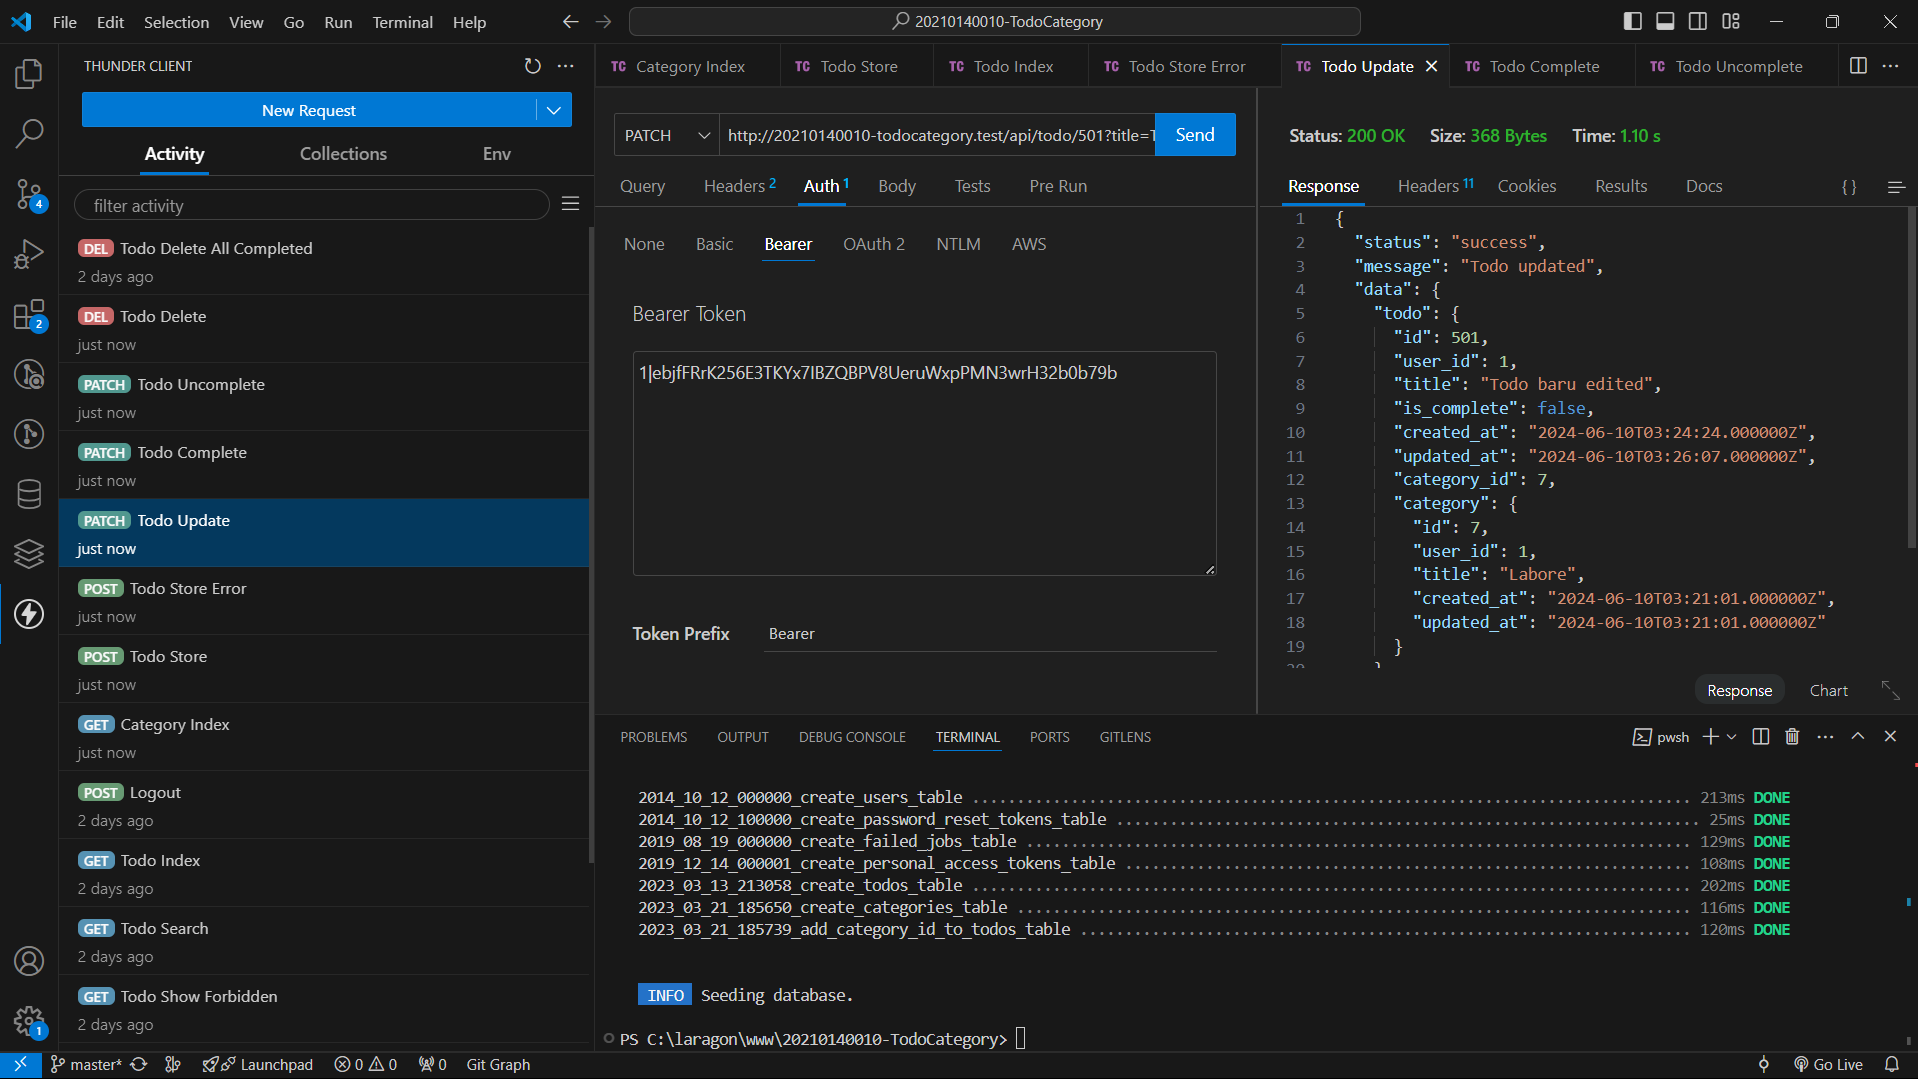 File Edit Selection View Go Run Terminal Help
20210140010-TodoCategory
THUNDER CLIENT
New Request
Activity Collections Env
filter activity
DEL Todo Delete All Completed
2 days ago
DEL Todo Delete
just now
PATCH Todo Uncomplete
just now
PATCH Todo Complete
just now
PATCH Todo Update
just now
POST Todo Store Error
just now
POST Todo Store
just now
GET Category Index
just now
POST Logout
2 days ago
GET Todo Index
2 days ago
GET Todo Search
2 days ago
GET Todo Show Forbidden
2 days ago
4
2
1
TC Category Index TC Todo Store TC Todo Index TC Todo Store Error TC Todo Update TC Todo Complete TC Todo Uncomplete
PATCH http://20210140010-todocategory.test/api/todo/501?title=T Send
Query Headers 2 Auth 1 Body Tests Pre Run
None Basic Bearer OAuth 2 NTLM AWS
Bearer Token
1|ebjfFRrK256E3TKYx7IBZQBPV8UeruWxpPMN3wrH32b0b79b
Token Prefix Bearer
Status: 200 OK Size: 368 Bytes Time: 1.10 s
Response Headers 11 Cookies Results Docs { }
1 {
2 "status": "success",
3 "message": "Todo updated",
4 "data": {
5 "todo": {
6 "id": 501,
7 "user_id": 1,
8 "title": "Todo baru edited",
9 "is_complete": false,
10 "created_at": "2024-06-10T03:24:24.000000Z",
11 "updated_at": "2024-06-10T03:26:07.000000Z",
12 "category_id": 7,
13 "category": {
14 "id": 7,
15 "user_id": 1,
16 "title": "Labore",
17 "created_at": "2024-06-10T03:21:01.000000Z",
18 "updated_at": "2024-06-10T03:21:01.000000Z"
19 }
20 }
Response Chart
PROBLEMS OUTPUT DEBUG CONSOLE TERMINAL PORTS GITLENS
pwsh
2014_10_12_000000_create_users_table ........ 213ms DONE
2014_10_12_100000_create_password_reset_tokens_table ........ 25ms DONE
2019_08_19_000000_create_failed_jobs_table ........ 129ms DONE
2019_12_14_000001_create_personal_access_tokens_table ........ 108ms DONE
2023_03_13_213058_create_todos_table ........ 202ms DONE
2023_03_21_185650_create_categories_table ........ 116ms DONE
2023_03_21_185739_add_category_id_to_todos_table ........ 120ms DONE
INFO Seeding database.
PS C:\laragon\www\20210140010-TodoCategory>
master* Launchpad 0 0 0 Git Graph Go Live